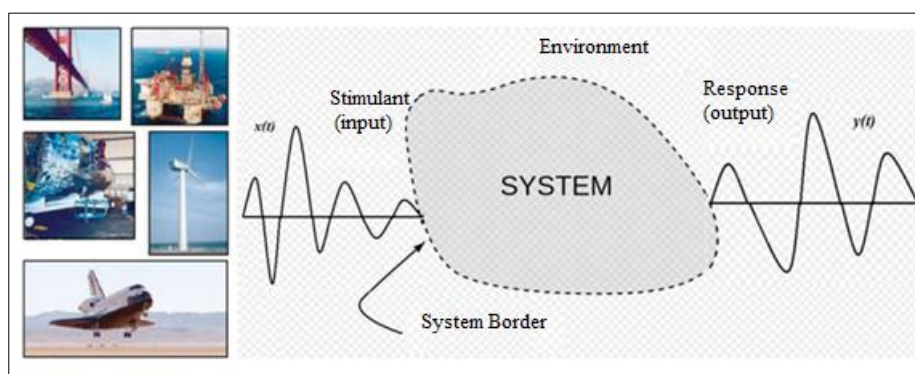 Environment
Stimulant
(input)
x(t)
Response
(output)
y(t)
SYSTEM
System Border